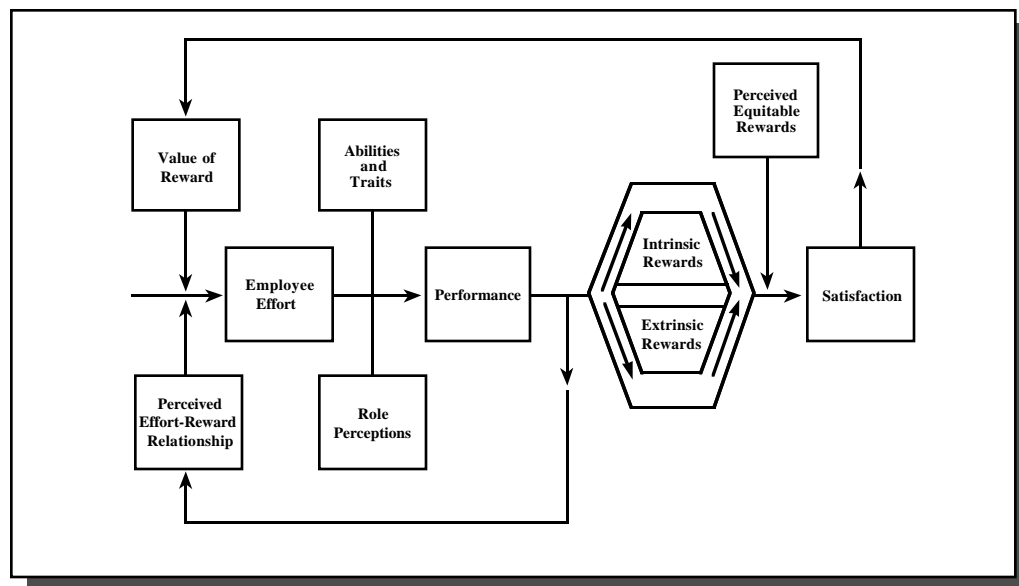 Perceived
Equitable
Rewards
Value of
Reward
Abilities
and
Traits
Employee
Effort
Performance
Intrinsic
Rewards
Extrinsic
Rewards
Satisfaction
Perceived
Effort-Reward
Relationship
Role
Perceptions